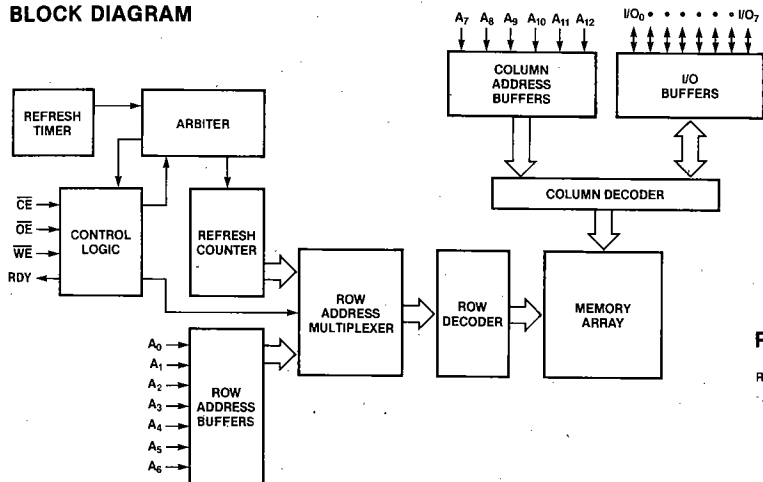 BLOCK DIAGRAM
A₇ A₈ A₉ A₁₀ A₁₁ A₁₂
I/O₀ • • • • • • I/O₇
COLUMN
ADDRESS
BUFFERS
I/O
BUFFERS
REFRESH
TIMER
ARBITER
COLUMN DECODER
CE
OE
WE
RDY
CONTROL
LOGIC
REFRESH
COUNTER
ROW
ADDRESS
MULTIPLEXER
ROW
DECODER
MEMORY
ARRAY
A₀
A₁
A₂
A₃
A₄
A₅
A₆
ROW
ADDRESS
BUFFERS